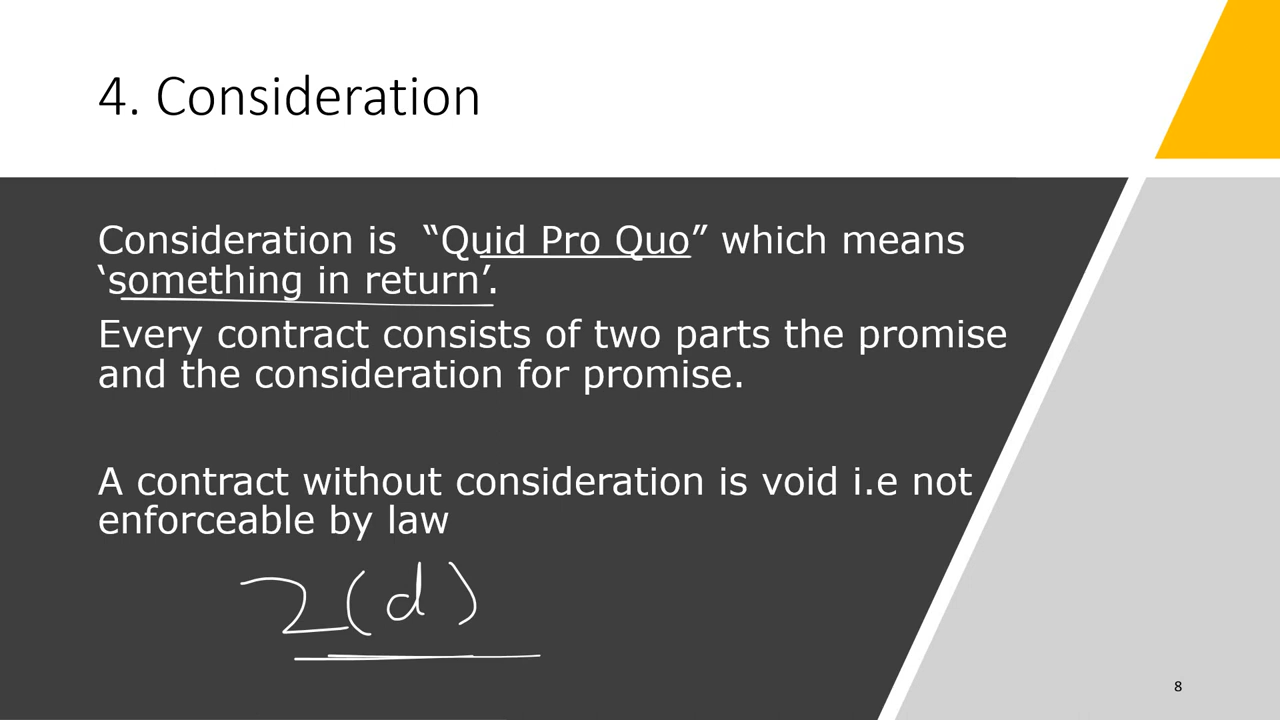 4. Consideration
Consideration is “Quid Pro Quo” which means
‘something in return’.
Every contract consists of two parts the promise
and the consideration for promise.
A contract without consideration is void i.e not
enforceable by law
2(d)
8